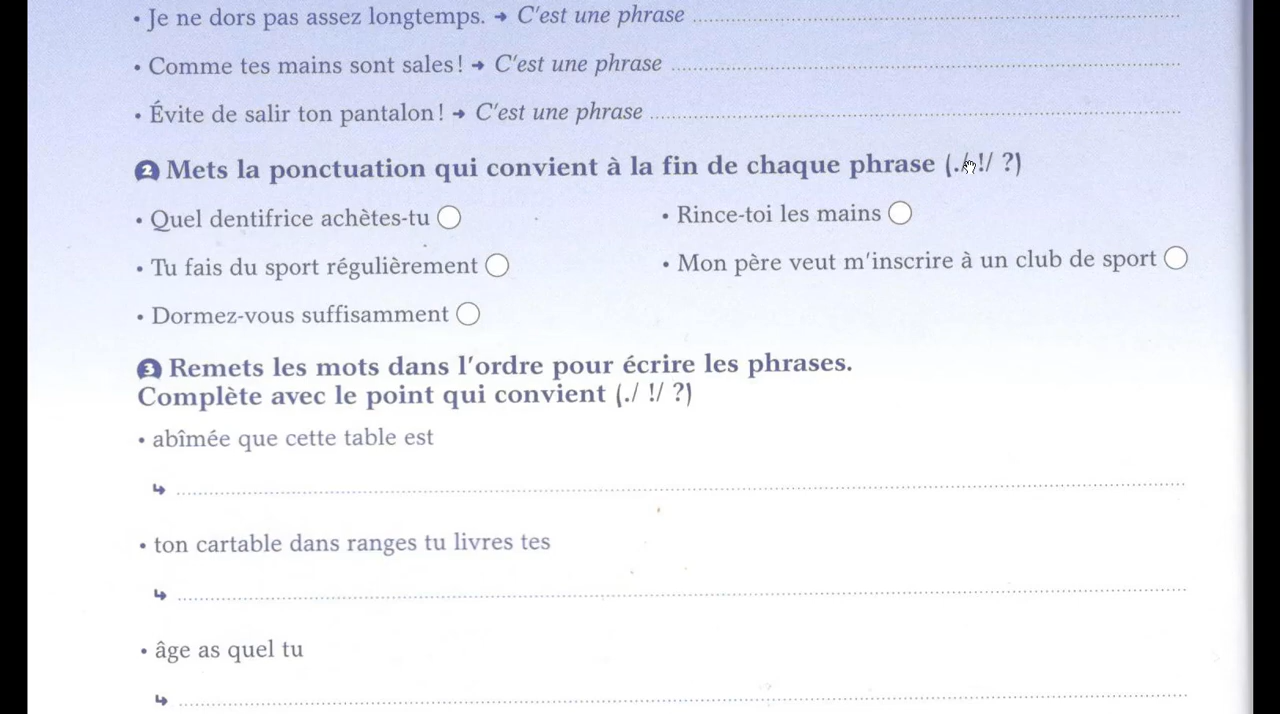 • Je ne dors pas assez longtemps. → C'est une phrase
• Comme tes mains sont sales ! → C'est une phrase
• Évite de salir ton pantalon ! → C'est une phrase
2 Mets la ponctuation qui convient à la fin de chaque phrase (./ !/ ?)
• Quel dentifrice achètes-tu
• Rince-toi les mains
• Tu fais du sport régulièrement
• Mon père veut m'inscrire à un club de sport
• Dormez-vous suffisamment
3 Remets les mots dans l'ordre pour écrire les phrases.
Complète avec le point qui convient (./ !/ ?)
• abîmée que cette table est
• ton cartable dans ranges tu livres tes
• âge as quel tu